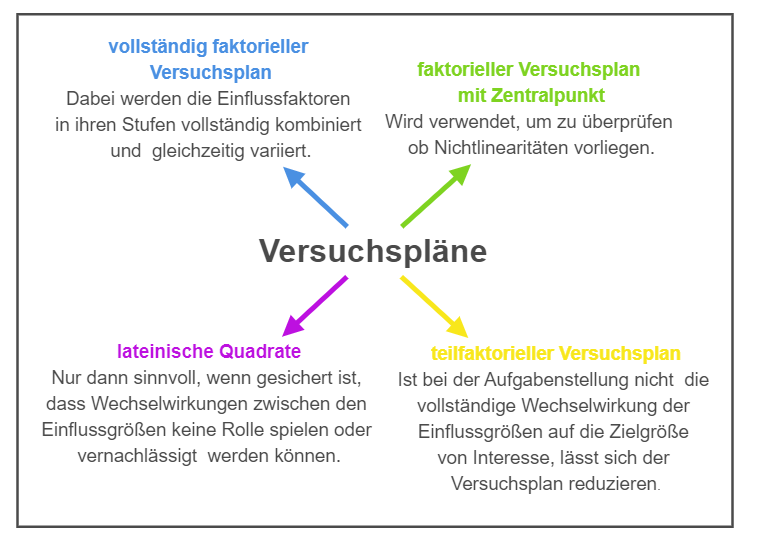 vollständig faktorieller
Versuchsplan
Dabei werden die Einflussfaktoren
in ihren Stufen vollständig kombiniert
und gleichzeitig variiert.
faktorieller Versuchsplan
mit Zentralpunkt
Wird verwendet, um zu überprüfen
ob Nichtlinearitäten vorliegen.
Versuchspläne
lateinische Quadrate
Nur dann sinnvoll, wenn gesichert ist,
dass Wechselwirkungen zwischen den
Einflussgrößen keine Rolle spielen oder
vernachlässigt werden können.
teilfaktorieller Versuchsplan
Ist bei der Aufgabenstellung nicht die
vollständige Wechselwirkung der
Einflussgrößen auf die Zielgröße
von Interesse, lässt sich der
Versuchsplan reduzieren.